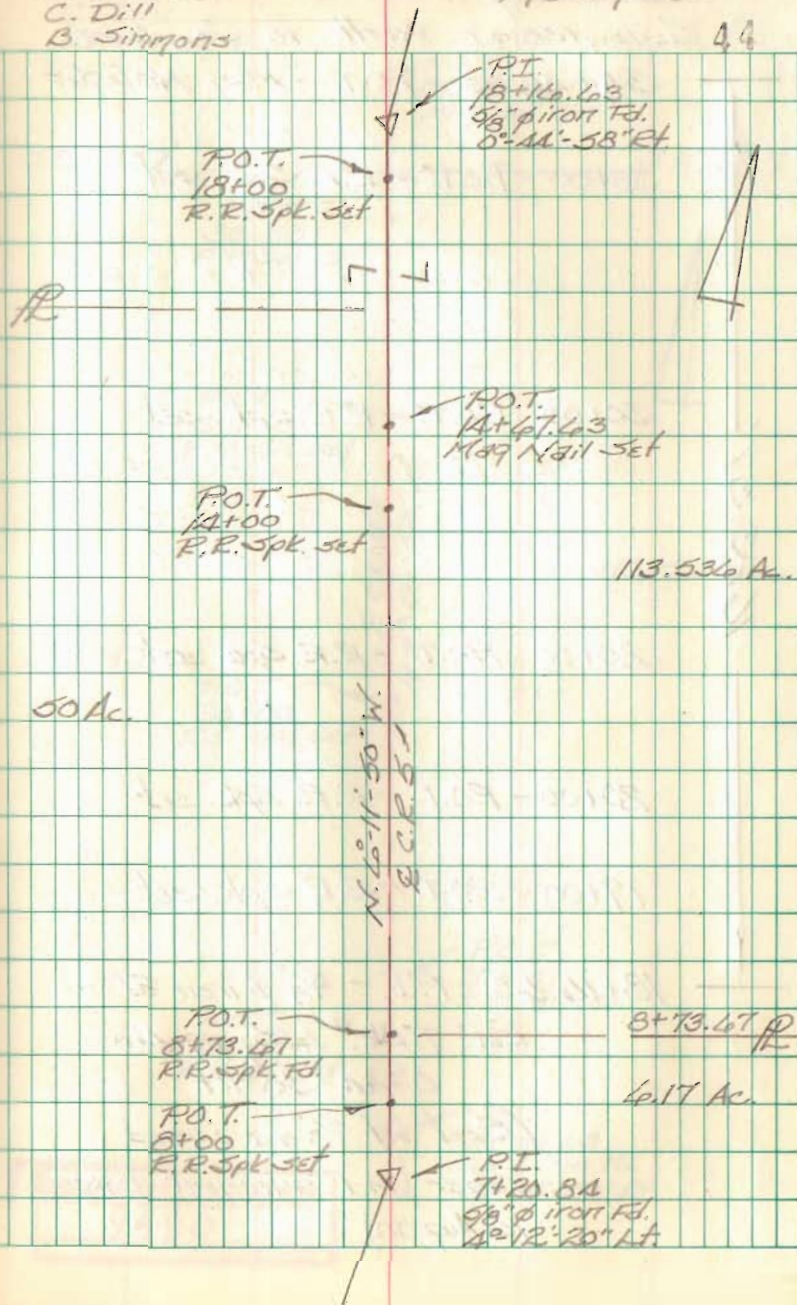 C. Dill
B. Simmons
44
P.I.
18+16.63
5/8" ø iron Fd.
0°-44'-58" Rt.
P.O.T.
18+00
R.R. Spk. Set
PL
P.O.T.
14+67.63
Mag Nail Set
P.O.T.
14+00
R.R. Spk. set
113.536 Ac.
50 Ac.
N. 6°-11'-50" W.
℄ C.R. 5
P.O.T.
8+73.67
R.R. Spk. Fd.
8+73.67 PL
6.17 Ac.
P.O.T.
8+00
R.R. Spk set
P.I.
7+20.84
5/8" ø iron Fd.
4°-12'-20" Lt.